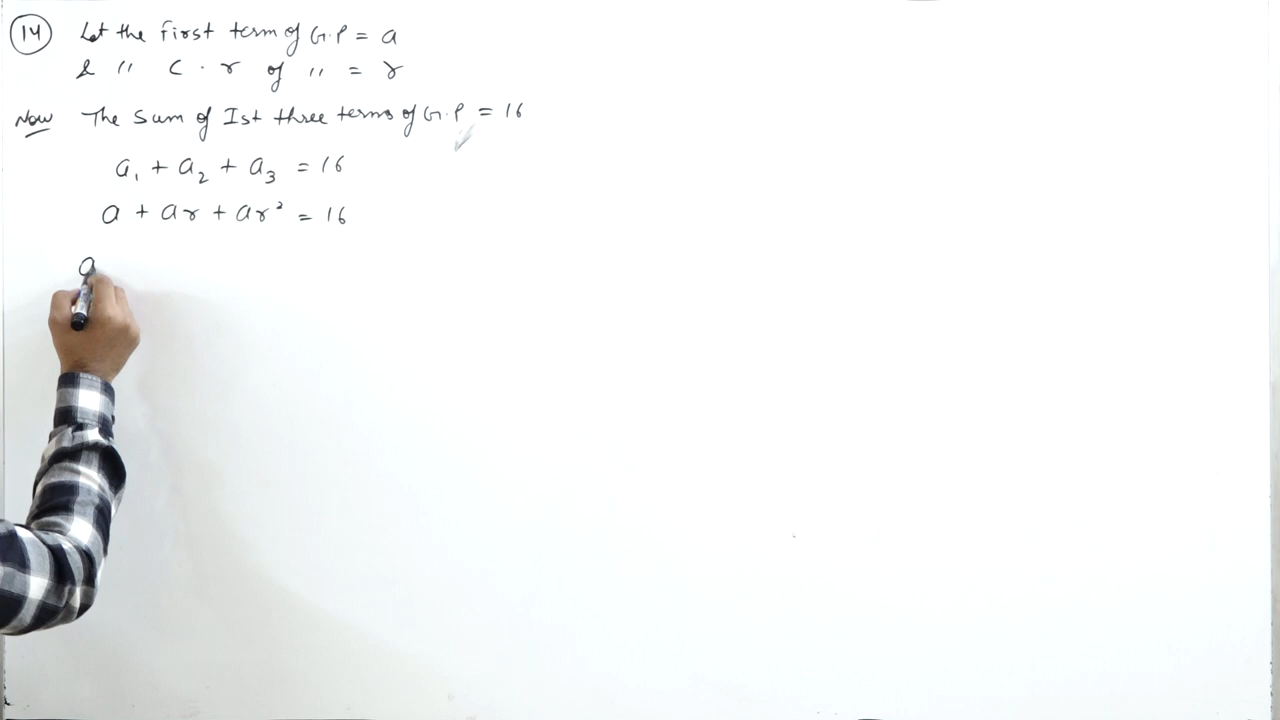 14 Let the first term of G.P = a
& " C.r of " = r
Now The sum of Ist three terms of G.P = 16
a₁ + a₂ + a₃ = 16
a + ar + ar² = 16
a